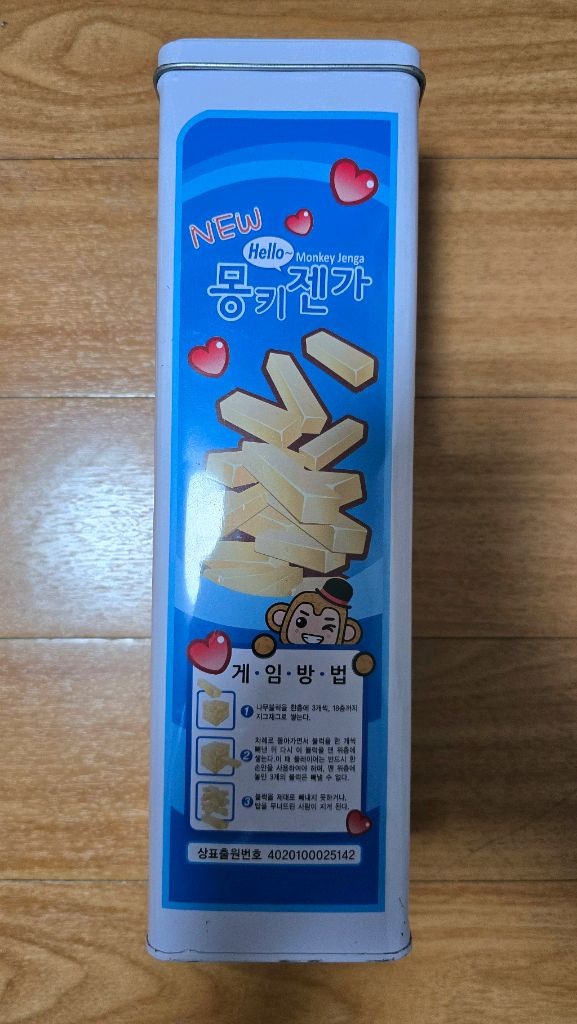 NEW
Hello~
Monkey Jenga
몽키젠가
게·임·방·법
1 나무블럭을 한층에 3개씩, 18층까지
지그재그로 쌓는다.
2 차례로 돌아가면서 블럭을 한 개씩
빼낸 뒤 다시 이 블럭을 맨 위층에
쌓는다.이 때 플레이어는 반드시 한
손만을 사용하여야 하며, 맨 위층에
놓인 3개의 블럭은 빼낼 수 없다.
3 블럭을 제대로 빼내지 못하거나,
탑을 무너뜨린 사람이 지게 된다.
상표출원번호 4020100025142